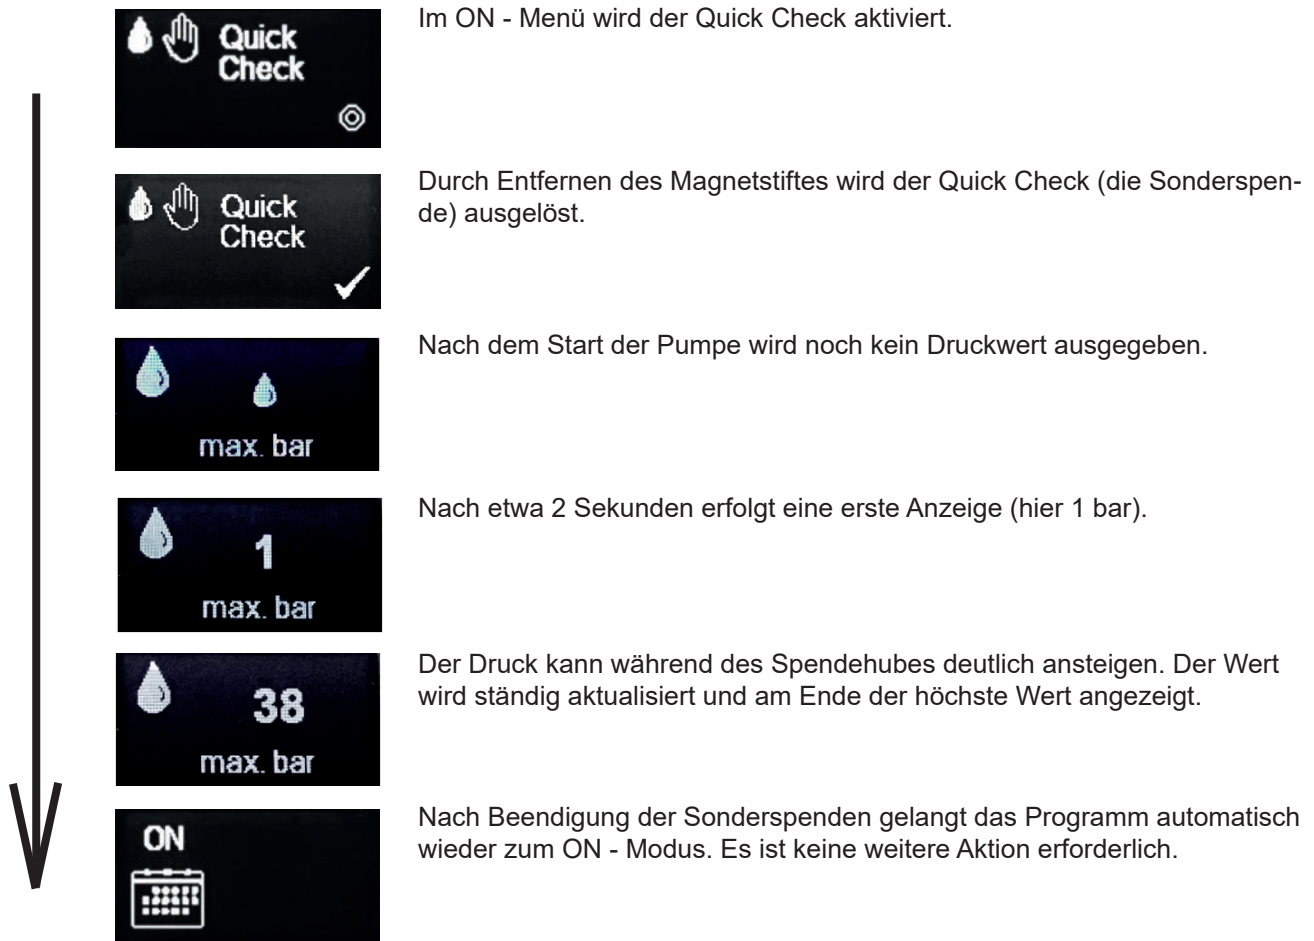 Quick
Check
Im ON - Menü wird der Quick Check aktiviert.
Quick
Check
Durch Entfernen des Magnetstiftes wird der Quick Check (die Sonderspen-
de) ausgelöst.
max. bar
Nach dem Start der Pumpe wird noch kein Druckwert ausgegeben.
1
max. bar
Nach etwa 2 Sekunden erfolgt eine erste Anzeige (hier 1 bar).
38
max. bar
Der Druck kann während des Spendehubes deutlich ansteigen. Der Wert
wird ständig aktualisiert und am Ende der höchste Wert angezeigt.
ON
Nach Beendigung der Sonderspenden gelangt das Programm automatisch
wieder zum ON - Modus. Es ist keine weitere Aktion erforderlich.